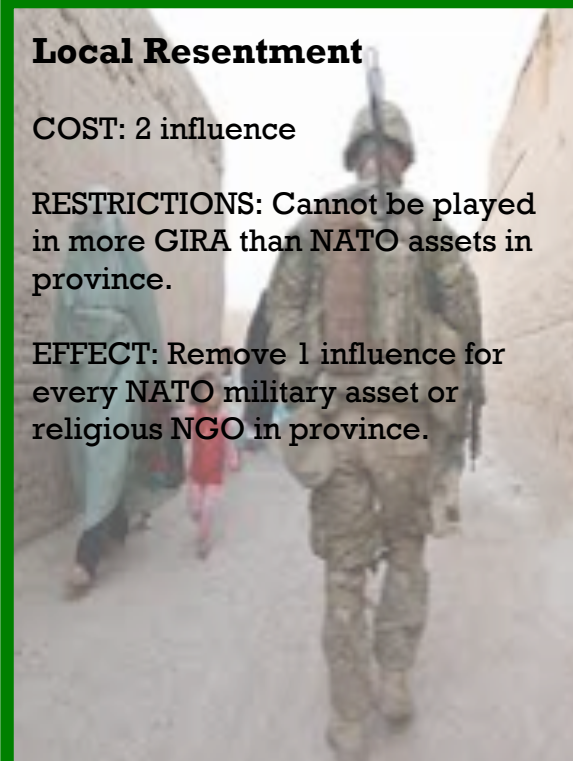 Local Resentment
COST: 2 influence
RESTRICTIONS: Cannot be played
in more GIRA than NATO assets in
province.
EFFECT: Remove 1 influence for
every NATO military asset or
religious NGO in province.